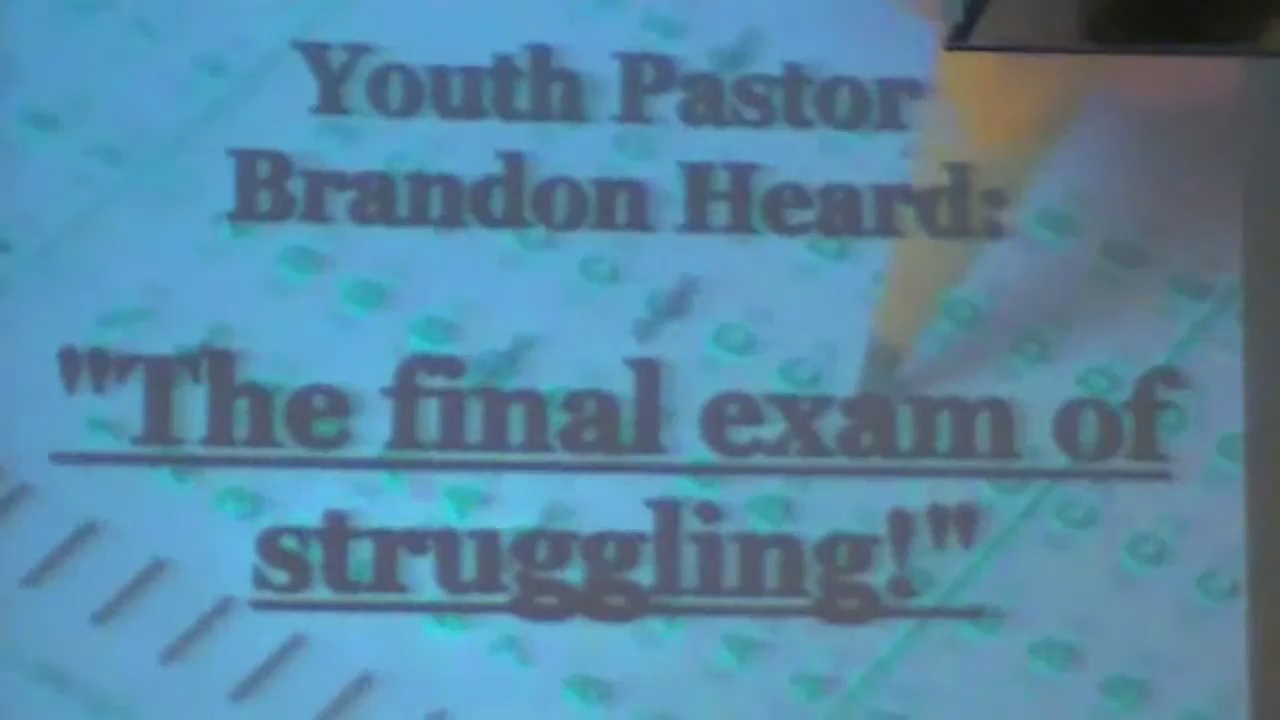 Youth Pastor
Brandon Heard:
"The final exam of
struggling!"